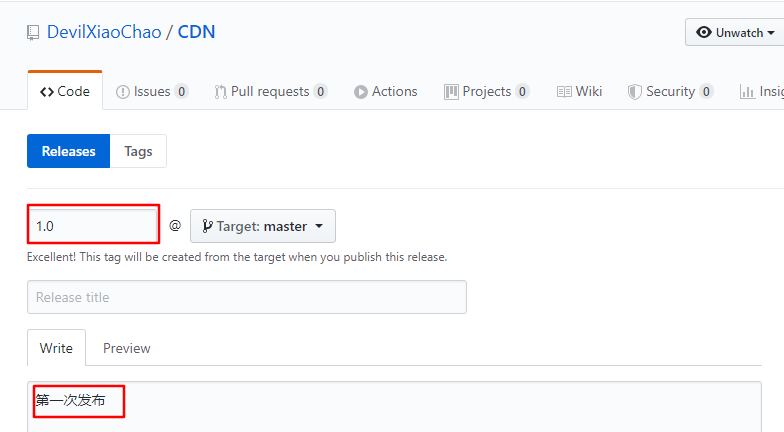 DevilXiaoChao / CDN
Unwatch
Code Issues 0 Pull requests 0 Actions Projects 0 Wiki Security 0
Releases Tags
1.0 @ Target: master
Excellent! This tag will be created from the target when you publish this release.
Release title
Write Preview
第一次发布